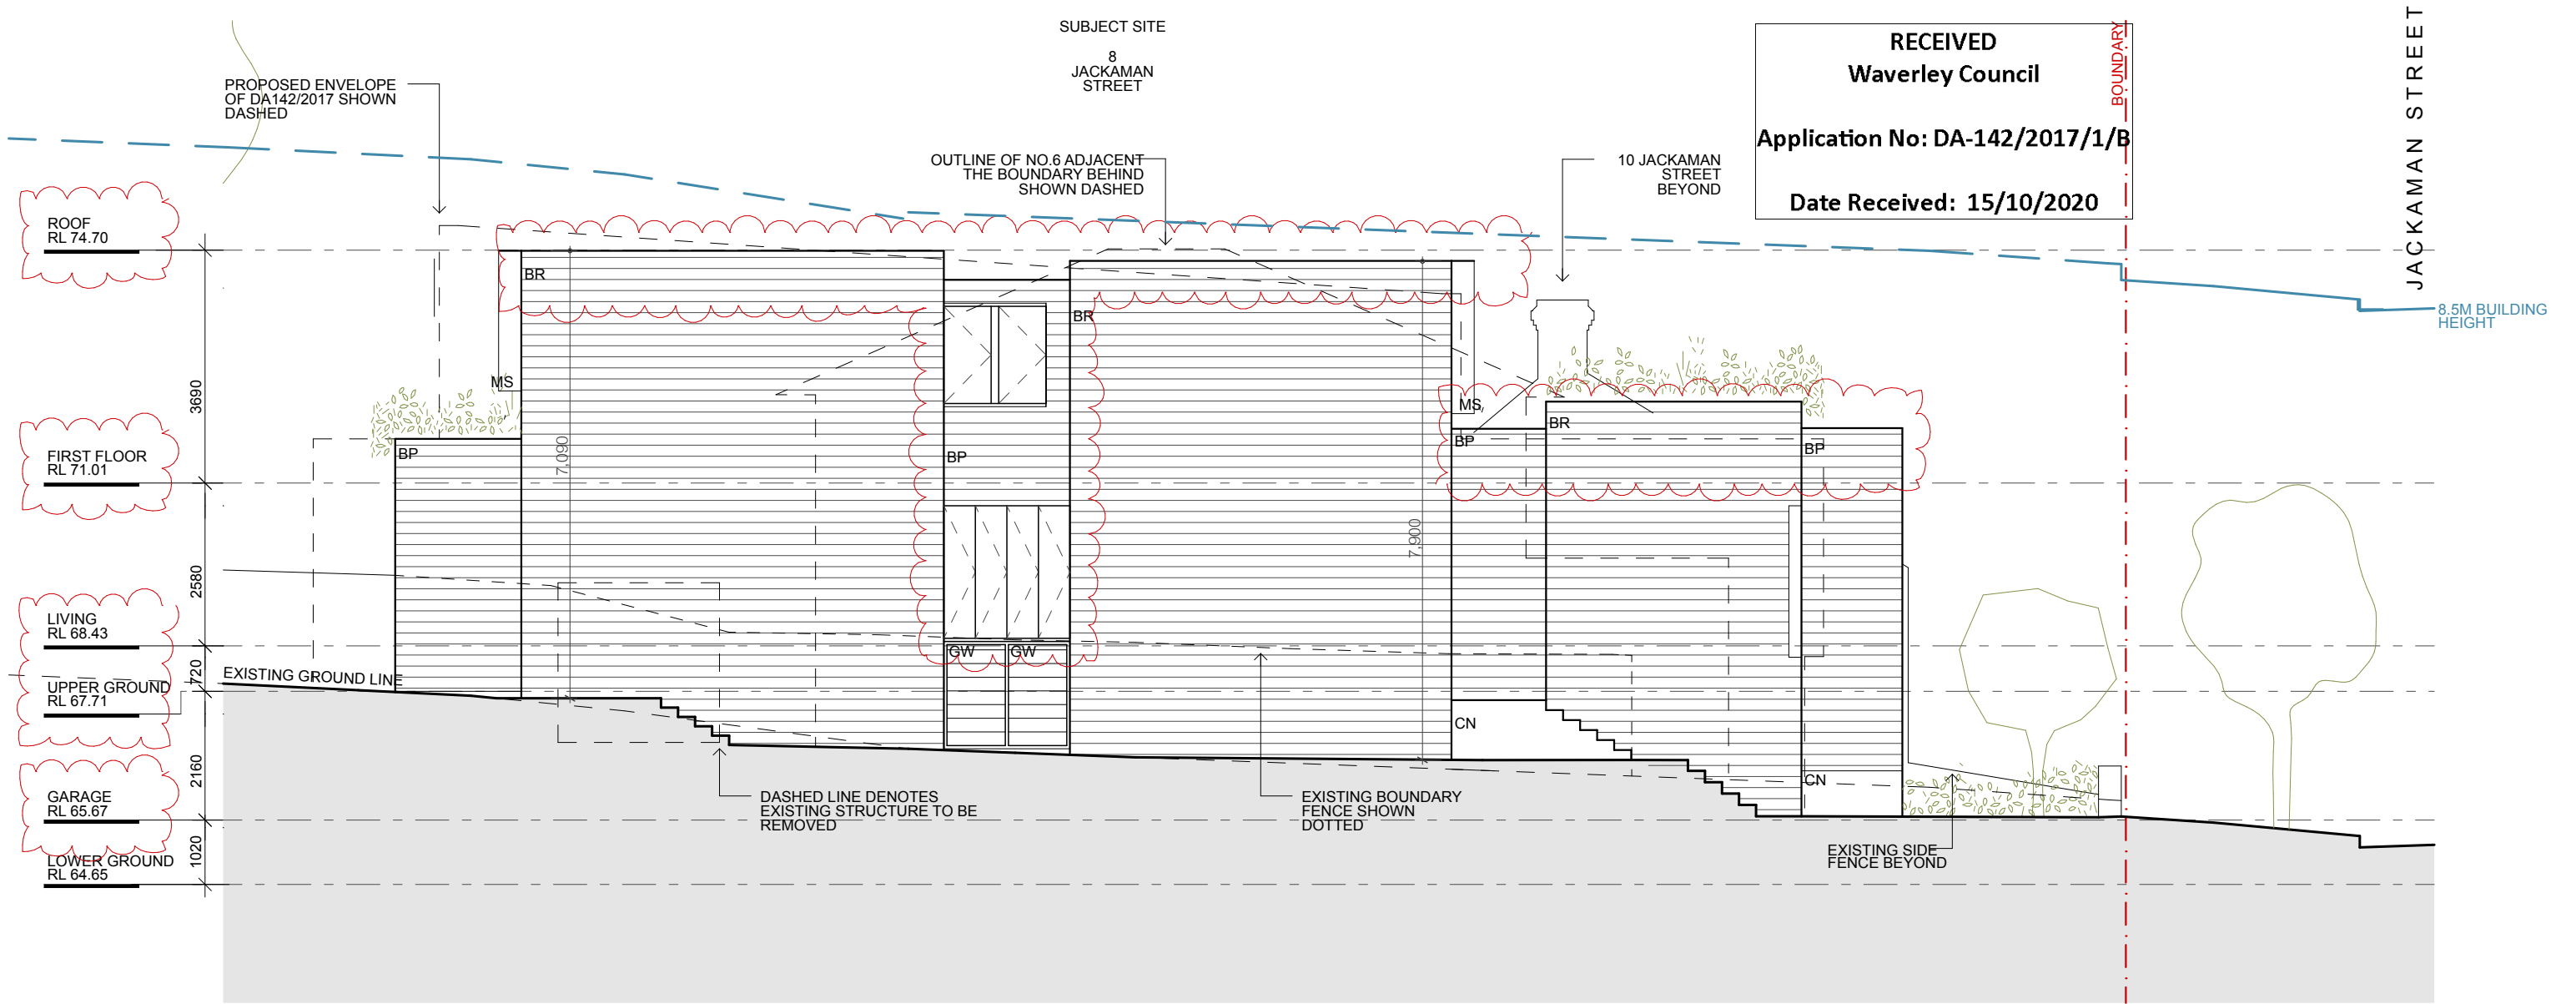 SUBJECT SITE
8
JACKAMAN
STREET
RECEIVED
Waverley Council
Application No: DA-142/2017/1/B
Date Received: 15/10/2020
BOUNDARY
JACKAMAN STREET
PROPOSED ENVELOPE
OF DA142/2017 SHOWN
DASHED
OUTLINE OF NO.6 ADJACENT
THE BOUNDARY BEHIND
SHOWN DASHED
10 JACKAMAN
STREET
BEYOND
8.5M BUILDING
HEIGHT
ROOF
RL 74.70
3690
FIRST FLOOR
RL 71.01
2580
LIVING
RL 68.43
720
UPPER GROUND
RL 67.71
2160
GARAGE
RL 65.67
1020
LOWER GROUND
RL 64.65
EXISTING GROUND LINE
BR
MS
BP
7,090
BR
BP
GW
GW
7,900
MS
BP
BR
BP
CN
CN
DASHED LINE DENOTES
EXISTING STRUCTURE TO BE
REMOVED
EXISTING BOUNDARY
FENCE SHOWN
DOTTED
EXISTING SIDE
FENCE BEYOND